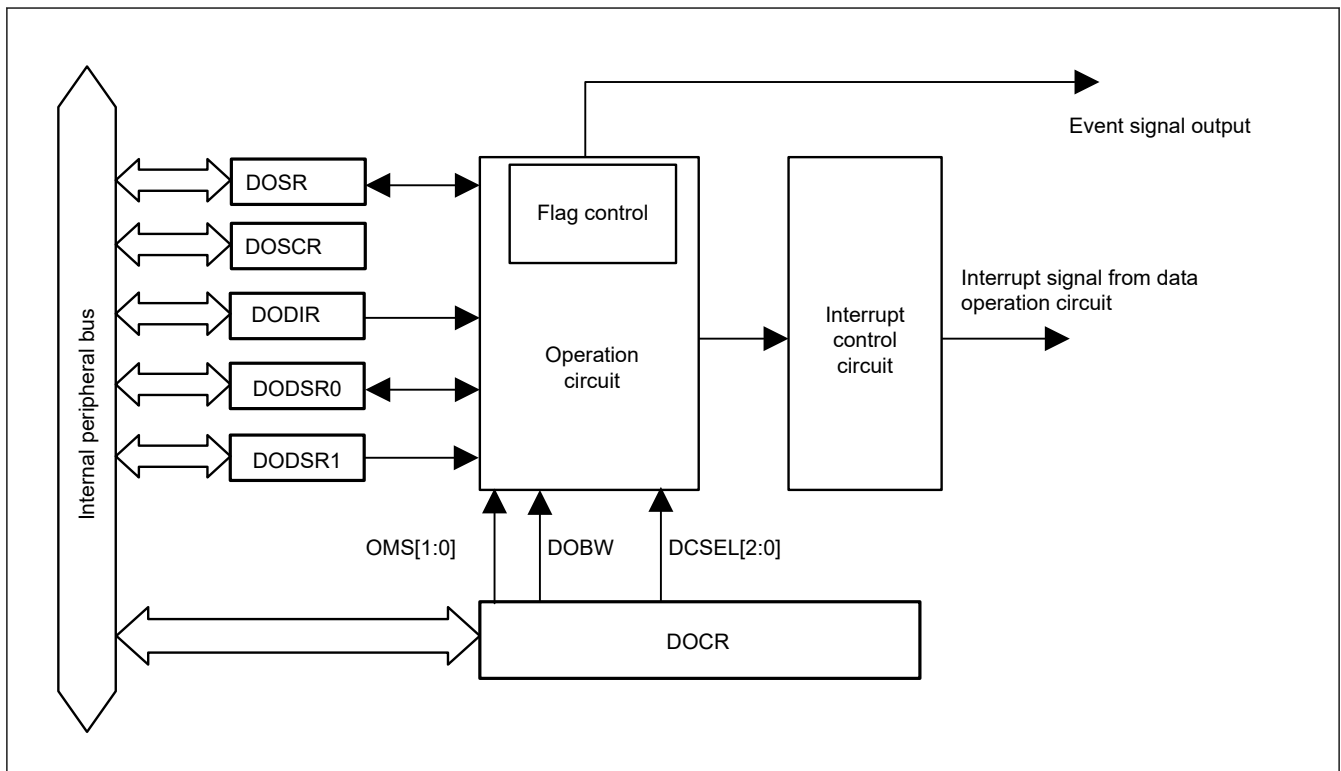 Event signal output
DOSR
Flag control
DOSCR
Internal peripheral bus
DODIR
Interrupt signal from data
operation circuit
Interrupt
control
circuit
Operation
circuit
DODSR0
DODSR1
OMS[1:0]
DOBW
DCSEL[2:0]
DOCR